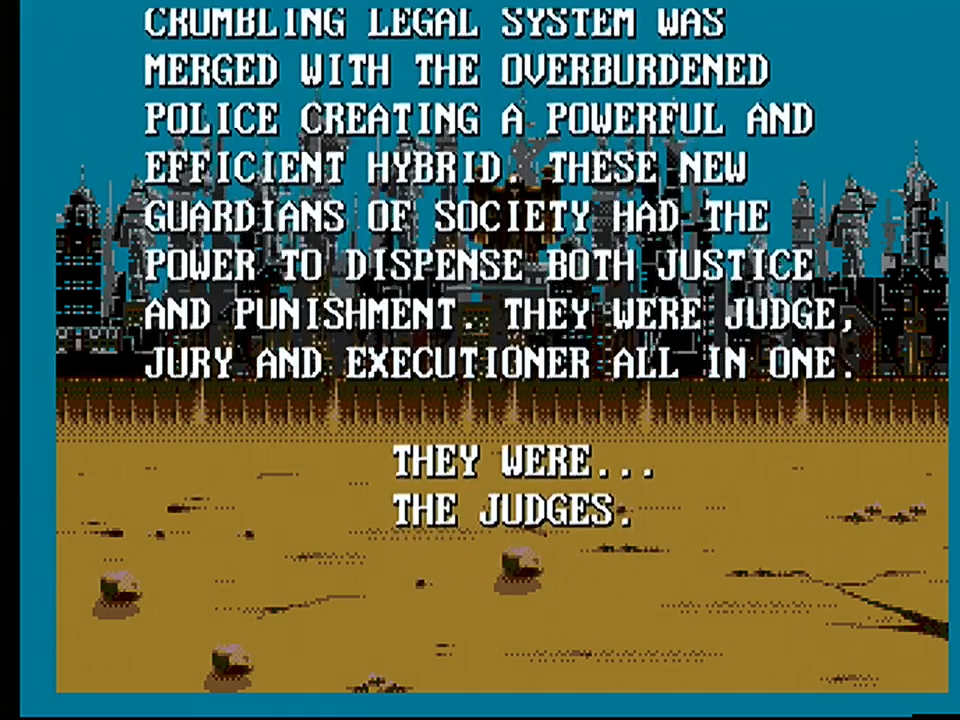 CRUMBLING LEGAL SYSTEM WAS
MERGED WITH THE OVERBURDENED
POLICE CREATING A POWERFUL AND
EFFICIENT HYBRID. THESE NEW
GUARDIANS OF SOCIETY HAD THE
POWER TO DISPENSE BOTH JUSTICE
AND PUNISHMENT. THEY WERE JUDGE,
JURY AND EXECUTIONER ALL IN ONE.
THEY WERE...
THE JUDGES.